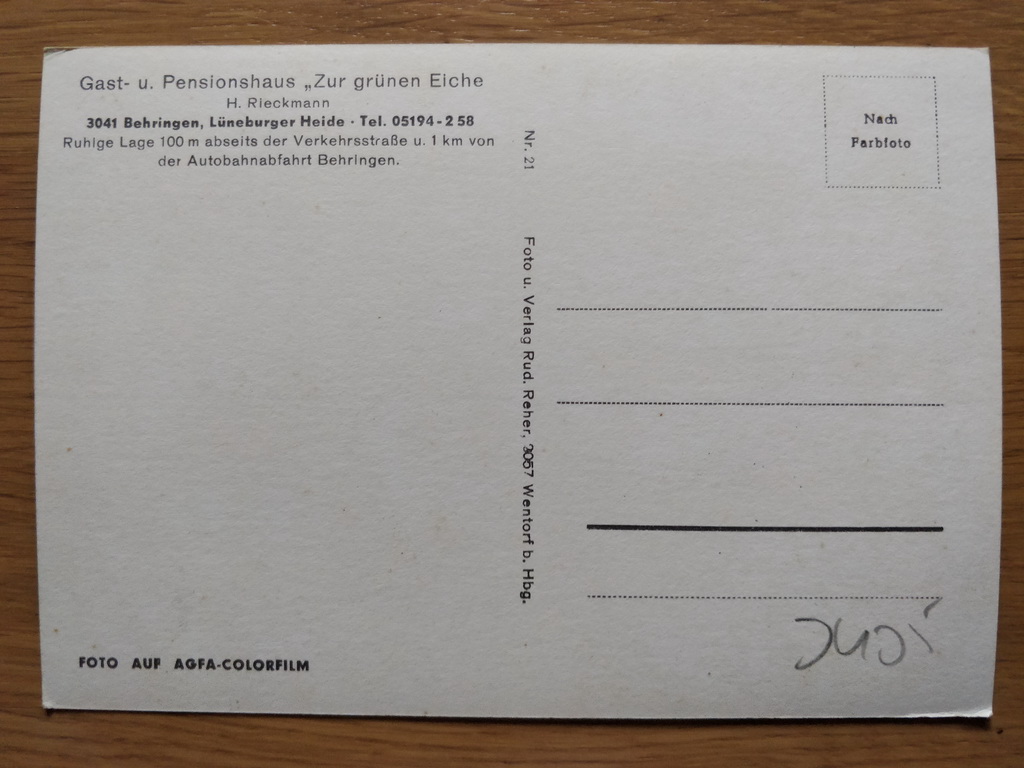 Gast- u. Pensionshaus „Zur grünen Eiche
H. Rieckmann
3041 Behringen, Lüneburger Heide · Tel. 05194-2 58
Ruhige Lage 100 m abseits der Verkehrsstraße u. 1 km von
der Autobahnabfahrt Behringen.
FOTO AUF AGFA-COLORFILM
Nr. 21
Foto u. Verlag Rud. Reher, 2057 Wentorf b. Hbg.
Nach
Farbfoto